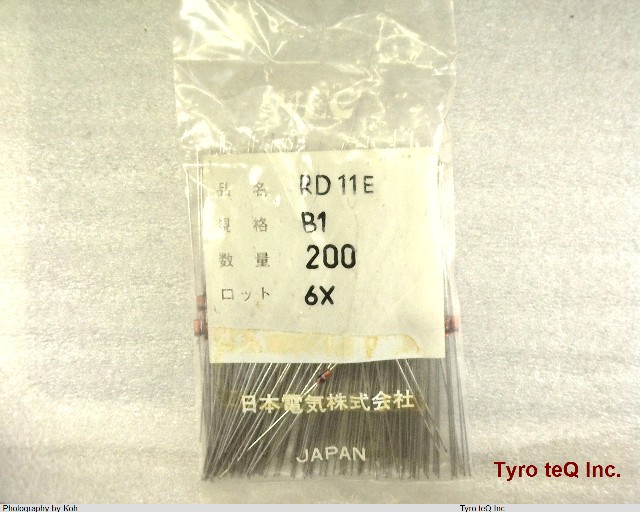 NEC
品名 RD11E
規格 B1
数量 200
ロット 6X
日本電気株式会社
JAPAN
Tyro teQ Inc.
Photography by Koh
Tyro teQ Inc